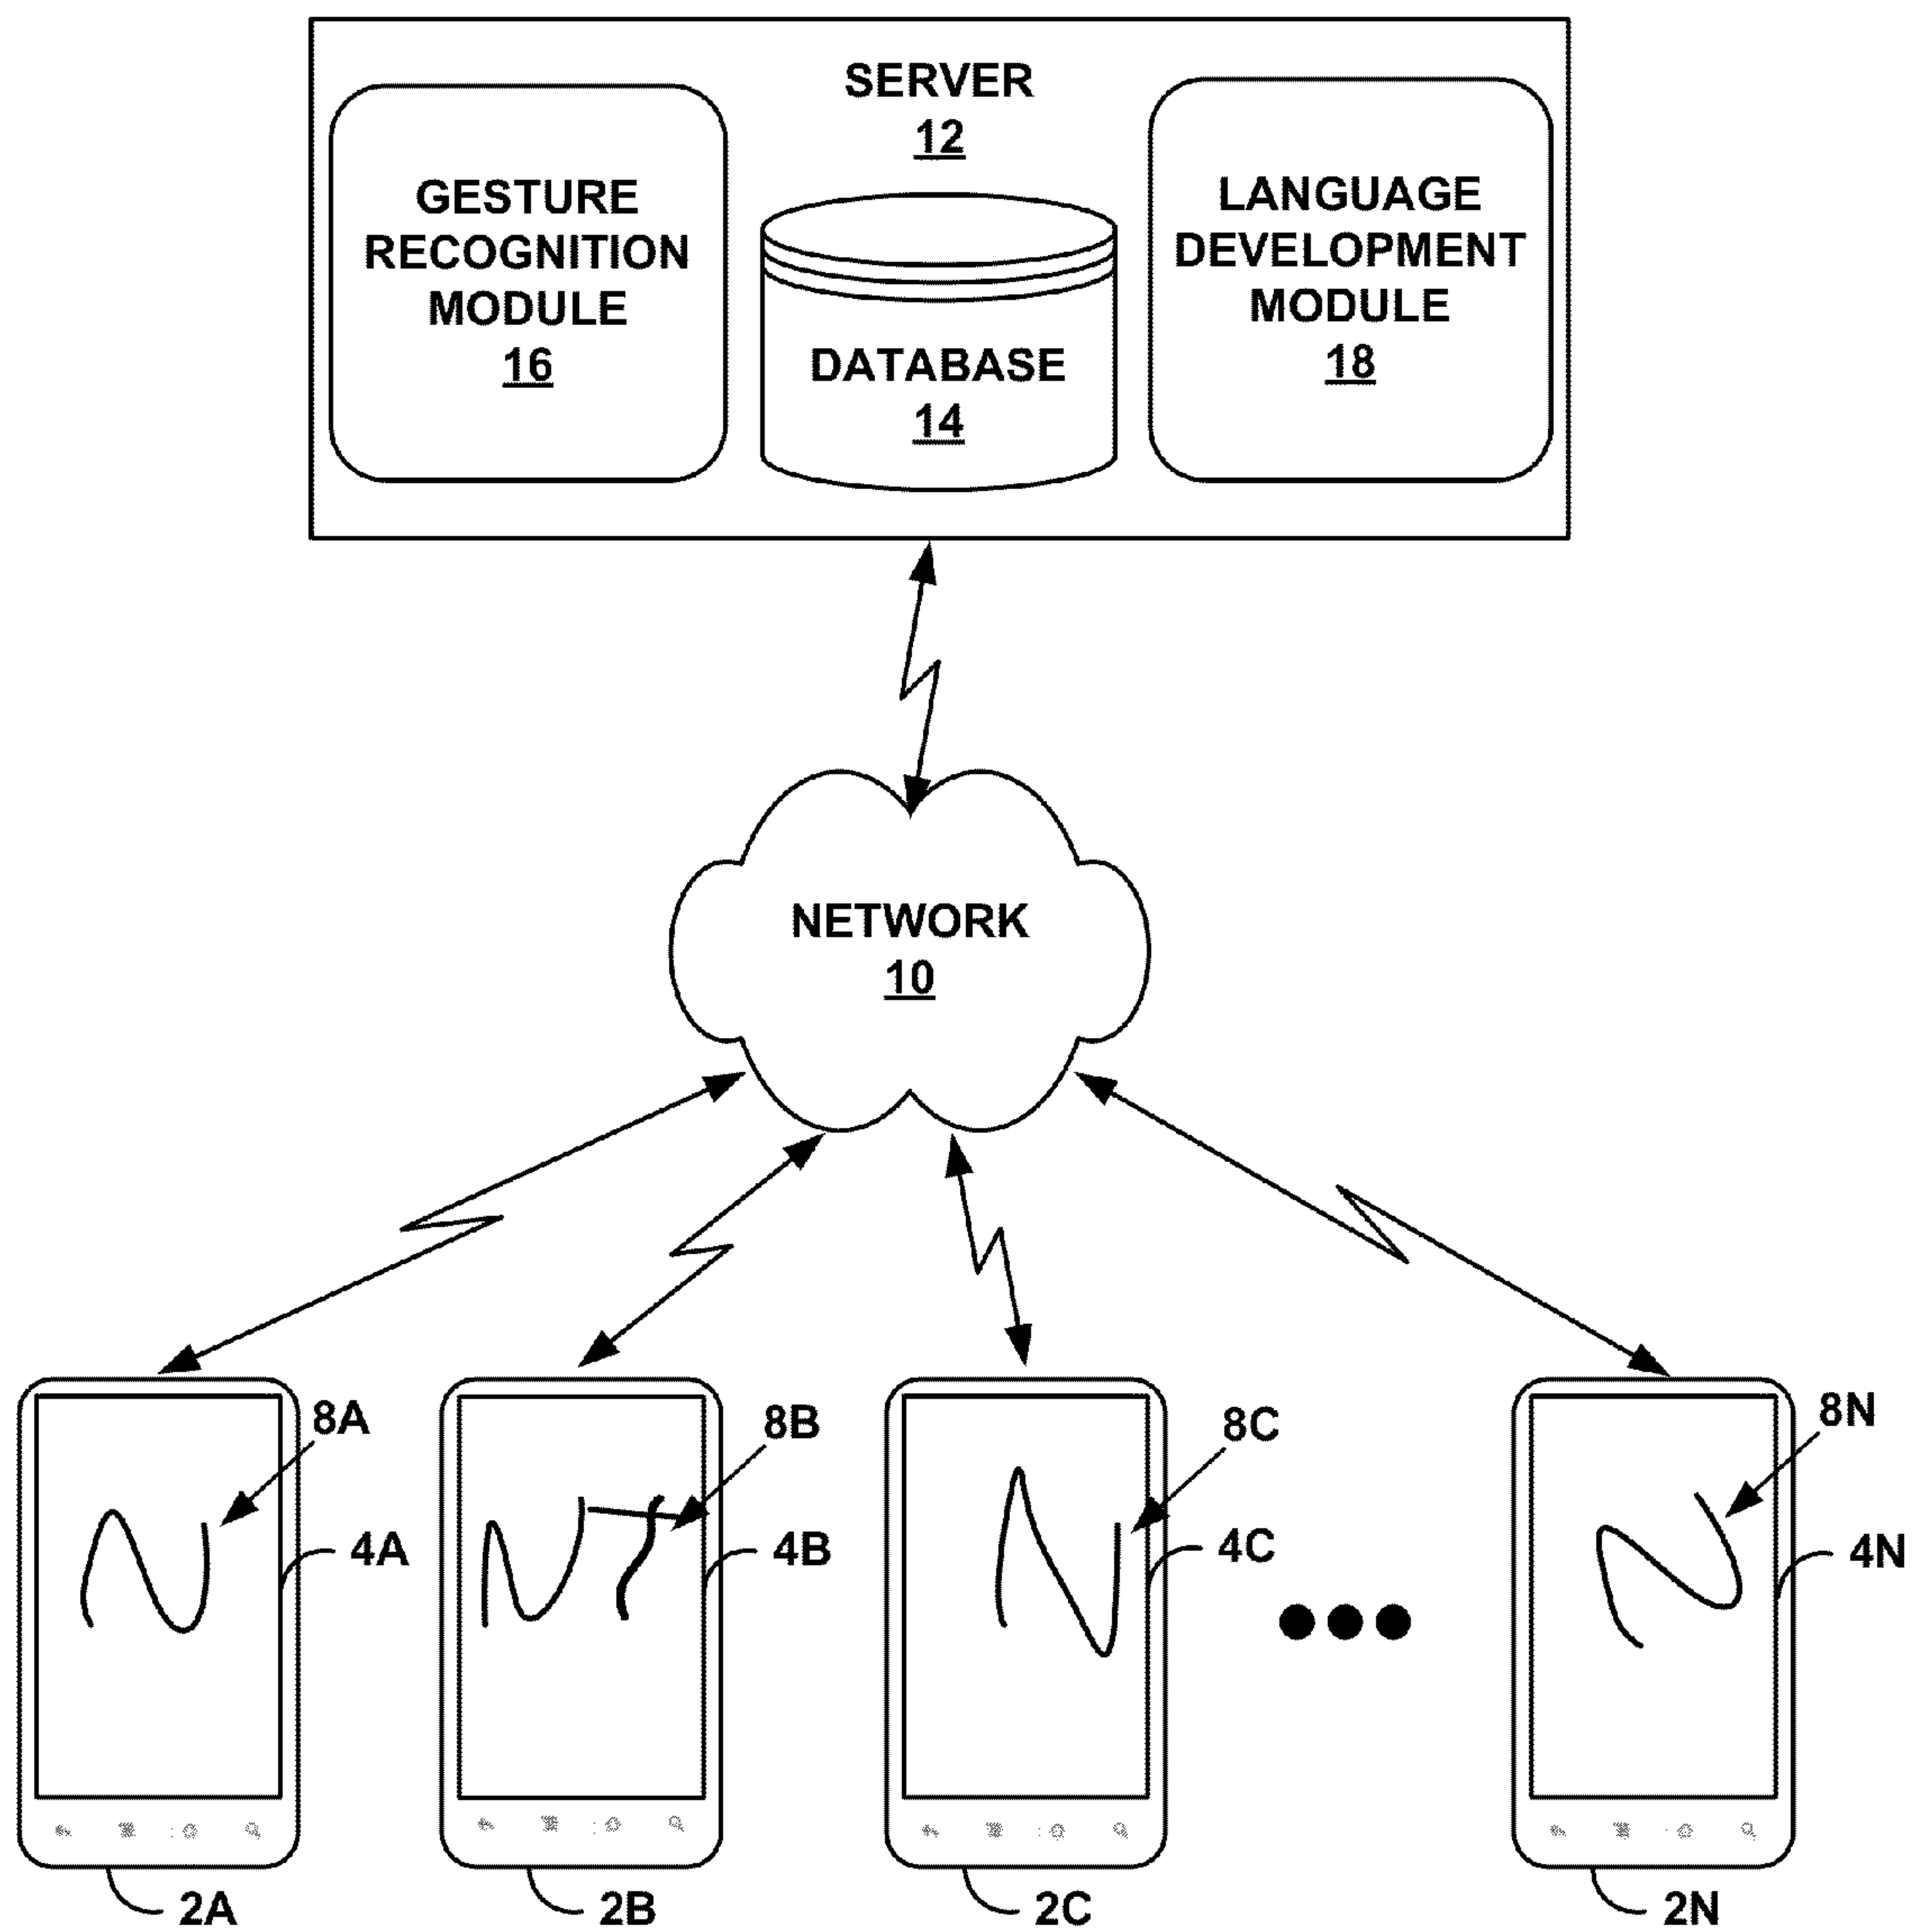 SERVER
12
GESTURE
RECOGNITION
MODULE
16
DATABASE
14
LANGUAGE
DEVELOPMENT
MODULE
18
NETWORK
10
8A
4A
2A
8B
4B
2B
8C
4C
2C
8N
4N
2N